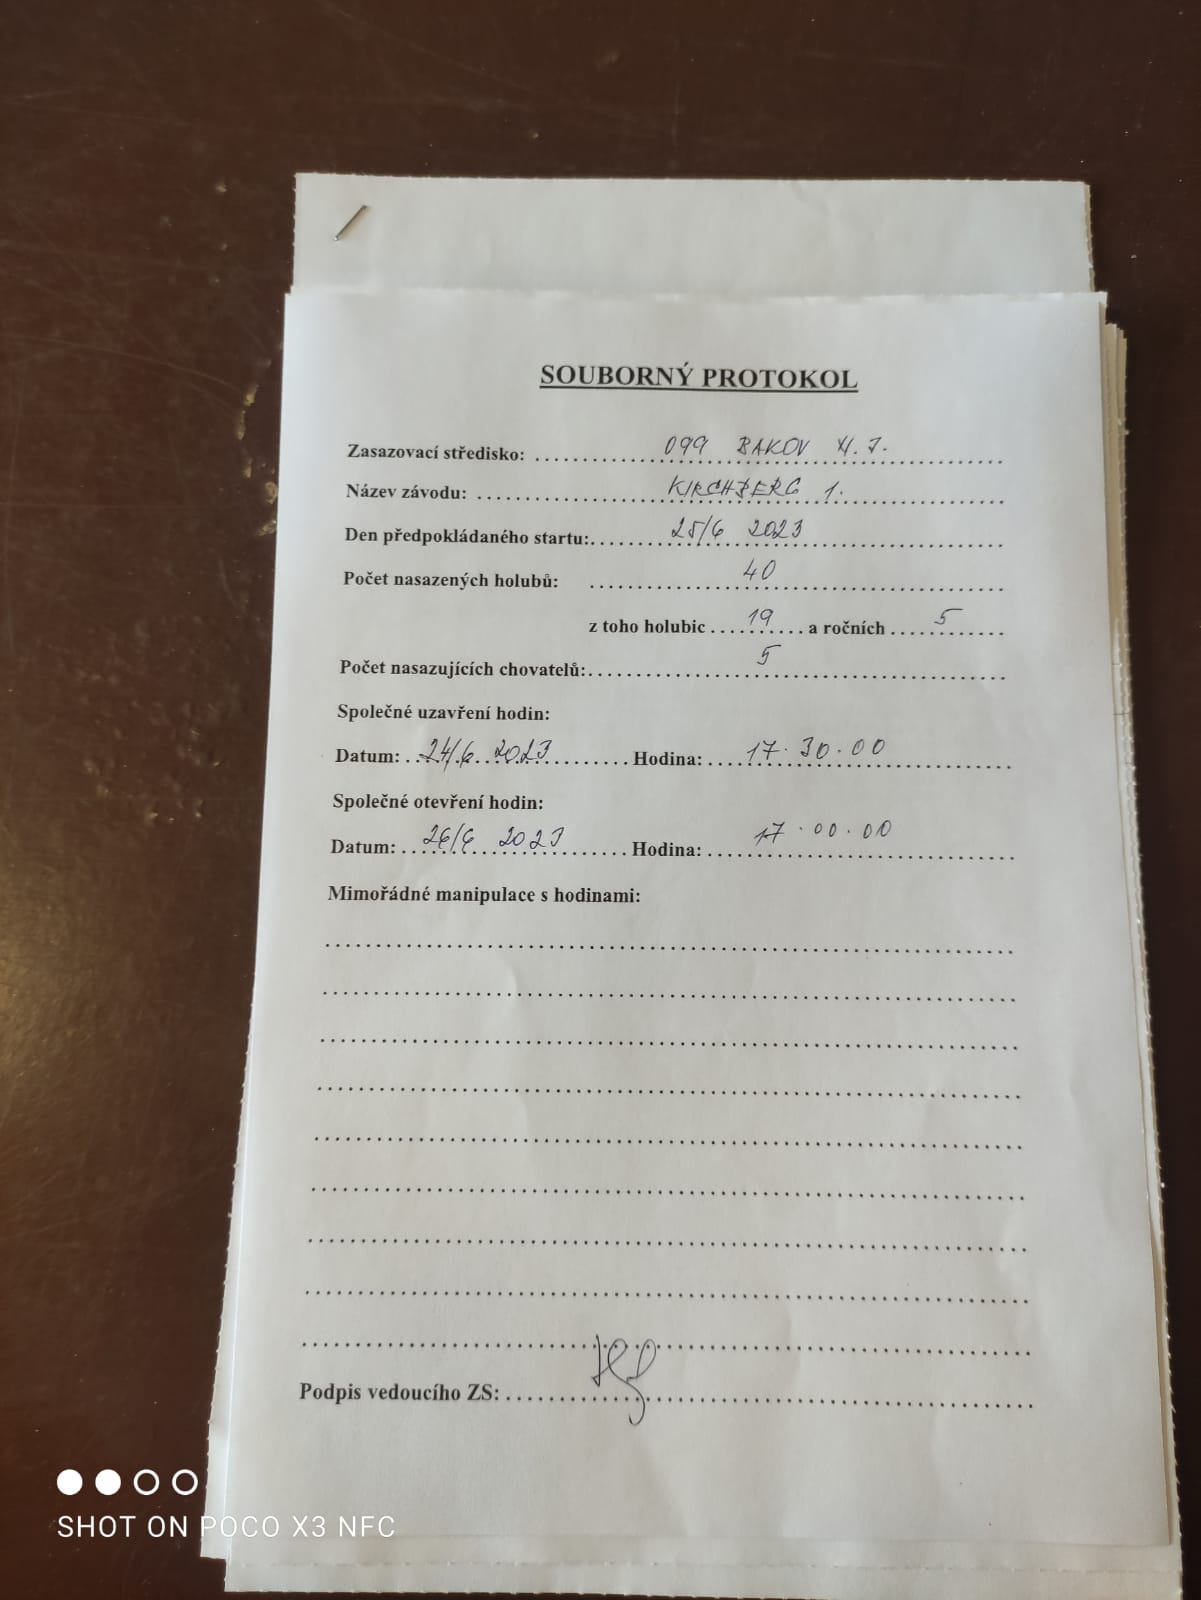 SOUBORNÝ PROTOKOL
Zasazovací středisko: 099 BAKOV n. J.
Název závodu: KIRCHBERG 1.
Den předpokládaného startu: 25/6 2023
Počet nasazených holubů: 40
z toho holubic 19 a ročních 5
Počet nasazujících chovatelů: 5
Společné uzavření hodin:
Datum: 24/6 2023 Hodina: 17.30.00
Společné otevření hodin:
Datum: 26/6 2023 Hodina: 17.00.00
Mimořádné manipulace s hodinami:
Podpis vedoucího ZS:
SHOT ON POCO X3 NFC